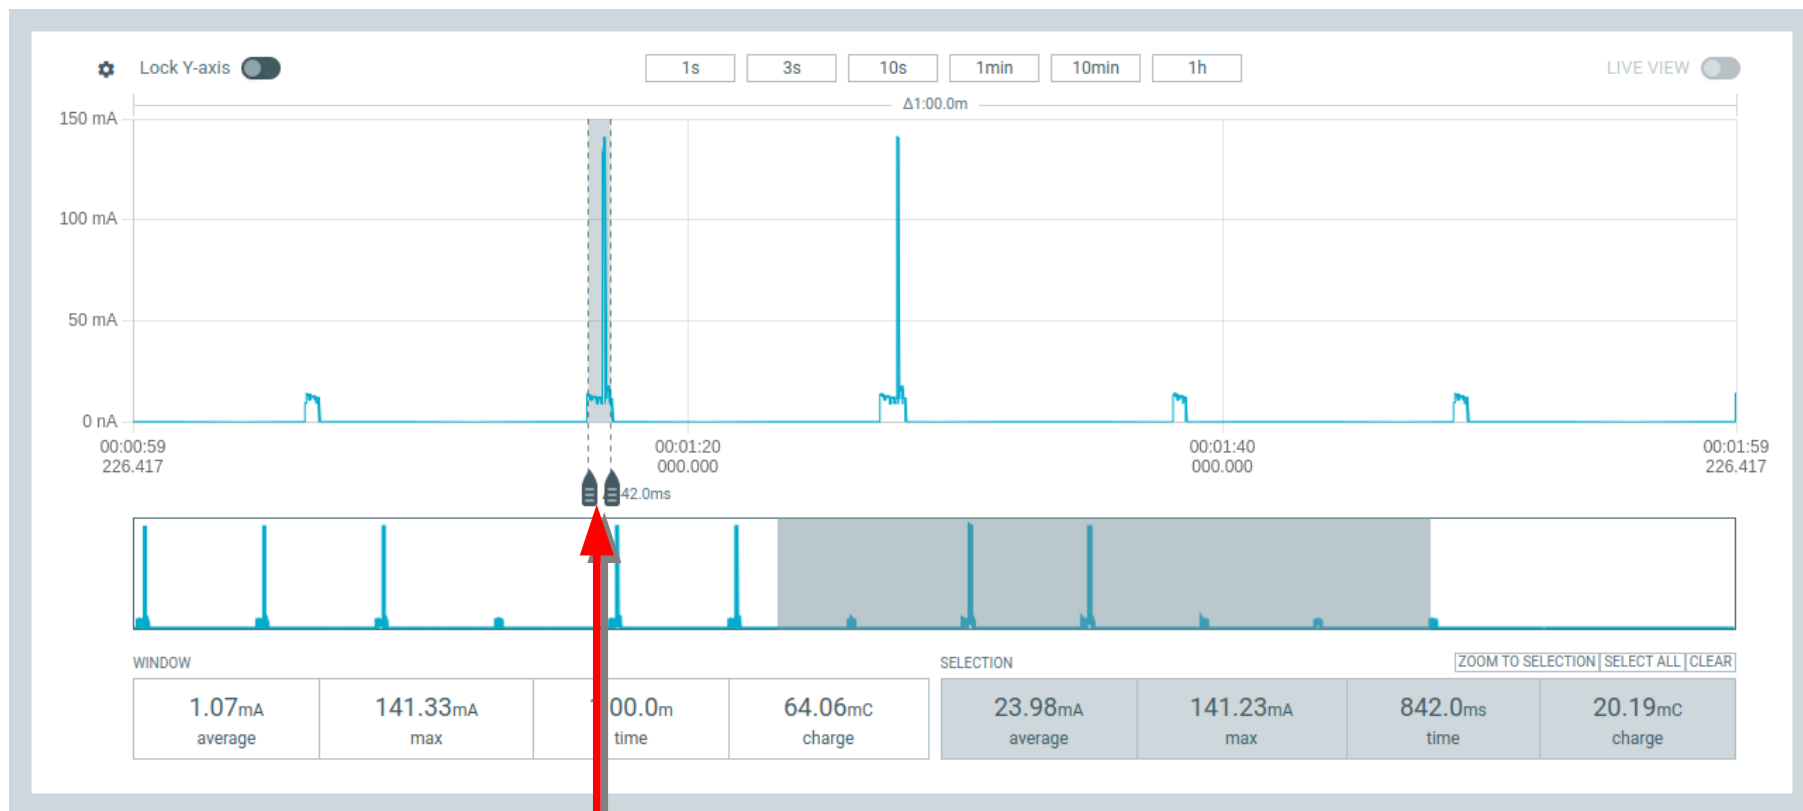 Lock Y-axis
1s 3s 10s 1min 10min 1h
LIVE VIEW
Δ1:00.0m
150 mA
100 mA
50 mA
0 nA
00:00:59 00:01:20 00:01:40 00:01:59
226.417 000.000 000.000 226.417
42.0ms
WINDOW
SELECTION
ZOOM TO SELECTION SELECT ALL CLEAR
1.07mA 141.33mA 00.0m 64.06mC
average max time charge
23.98mA 141.23mA 842.0ms 20.19mC
average max time charge